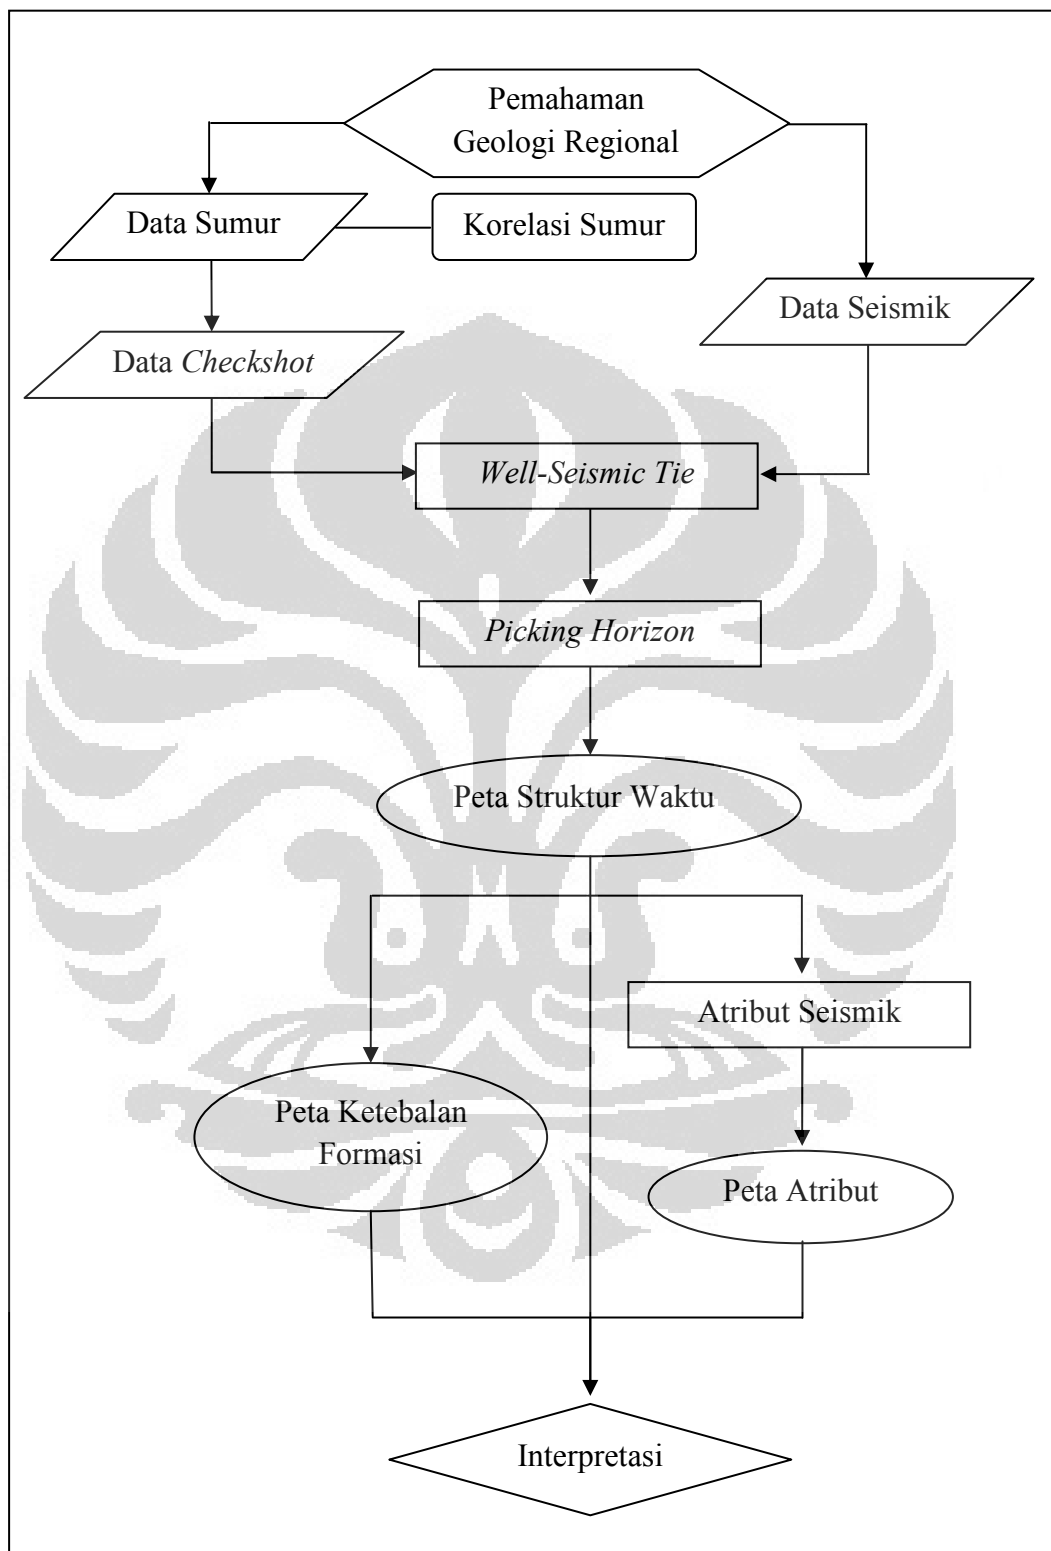 Pemahaman
Geologi Regional
Data Sumur
Korelasi Sumur
Data Seismik
Data Checkshot
Well-Seismic Tie
Picking Horizon
Peta Struktur Waktu
Atribut Seismik
Peta Ketebalan
Formasi
Peta Atribut
Interpretasi